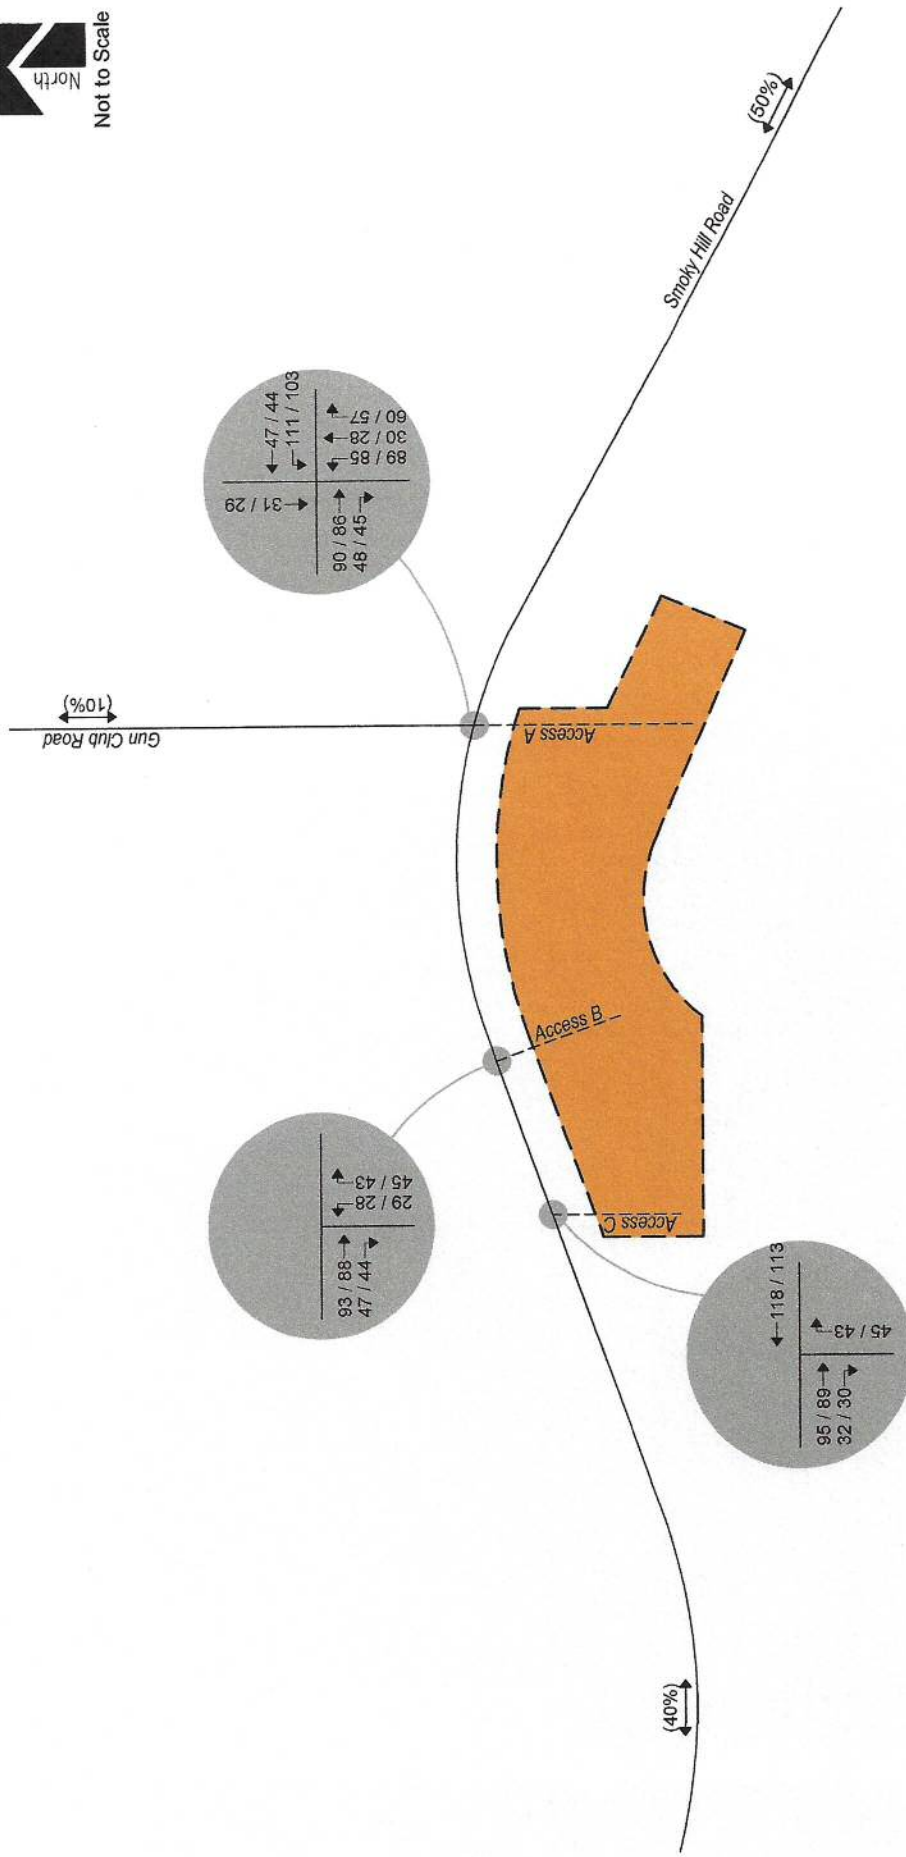 North
Not to Scale
(50%)
Smoky Hill Road
(10%)
Gun Club Road
31 / 29
47 / 44
111 / 103
90 / 86
48 / 45
89 / 85
30 / 28
60 / 57
Access A
Access B
Access C
93 / 88
47 / 44
29 / 28
45 / 43
118 / 113
95 / 89
32 / 30
45 / 43
(40%)